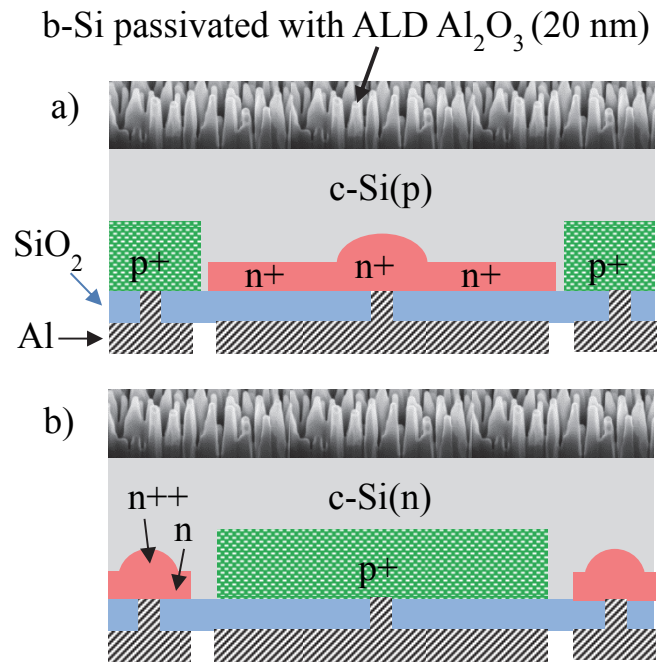 b-Si passivated with ALD Al₂O₃ (20 nm)
a)
c-Si(p)
SiO₂
p+
n+
n+
n+
p+
Al
b)
n++
c-Si(n)
n
p+